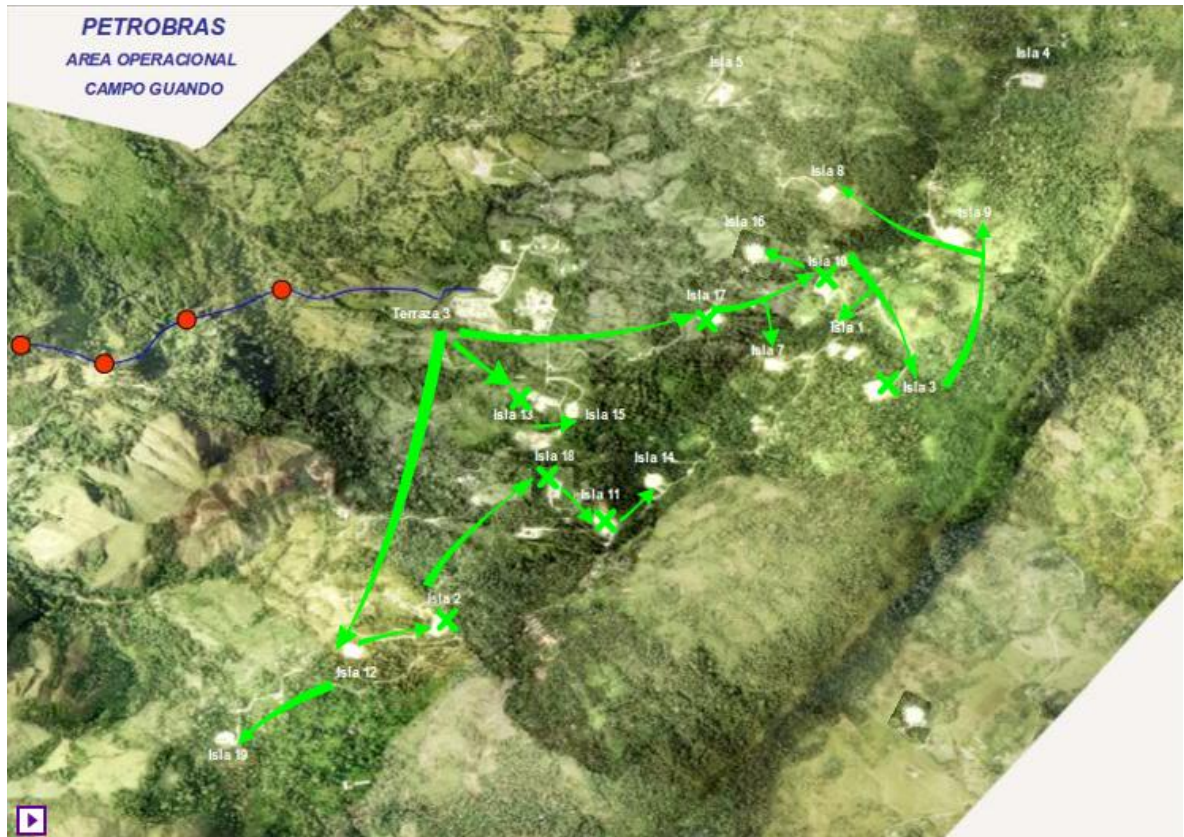 PETROBRAS
AREA OPERACIONAL
CAMPO GUANDO
Isla 4
Isla 5
Isla 8
Isla 9
Isla 16
Isla 10
Isla 17
Terraza 3
Isla 1
Isla 7
Isla 3
Isla 13
Isla 15
Isla 18
Isla 14
Isla 11
Isla 2
Isla 12
Isla 19